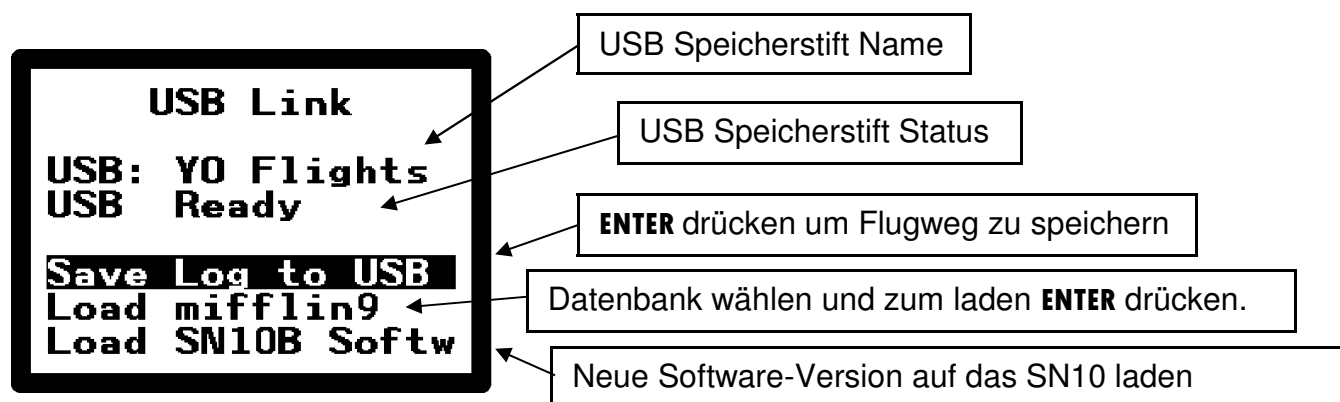 USB Link
USB: YO Flights
USB Ready
Save Log to USB
Load mifflin9
Load SN10B Softw
USB Speicherstift Name
USB Speicherstift Status
ENTER drücken um Flugweg zu speichern
Datenbank wählen und zum laden ENTER drücken.
Neue Software-Version auf das SN10 laden